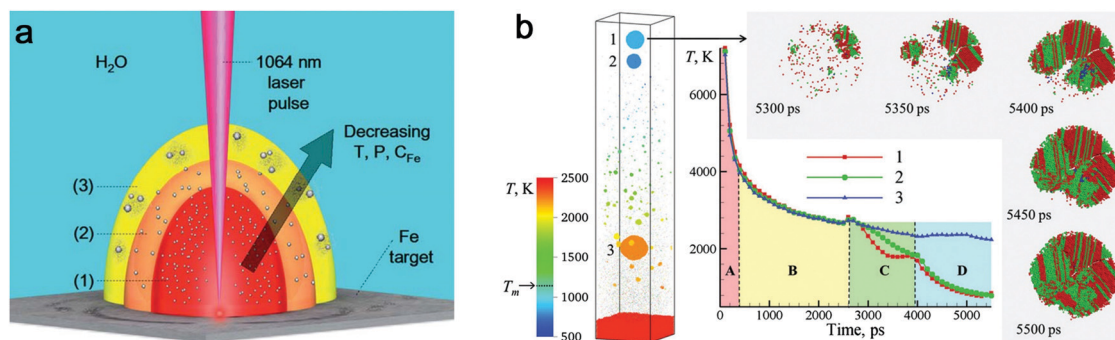 a
H₂O
1064 nm
laser
pulse
Decreasing
T, P, C_Fe
(3)
(2)
(1)
Fe
target
b
1
2
3
T, K
2500
2000
1500
T_m
1000
500
T, K
6000
4000
2000
A
B
C
D
0
1000
2000
3000
4000
5000
Time, ps
1
2
3
5300 ps
5350 ps
5400 ps
5450 ps
5500 ps